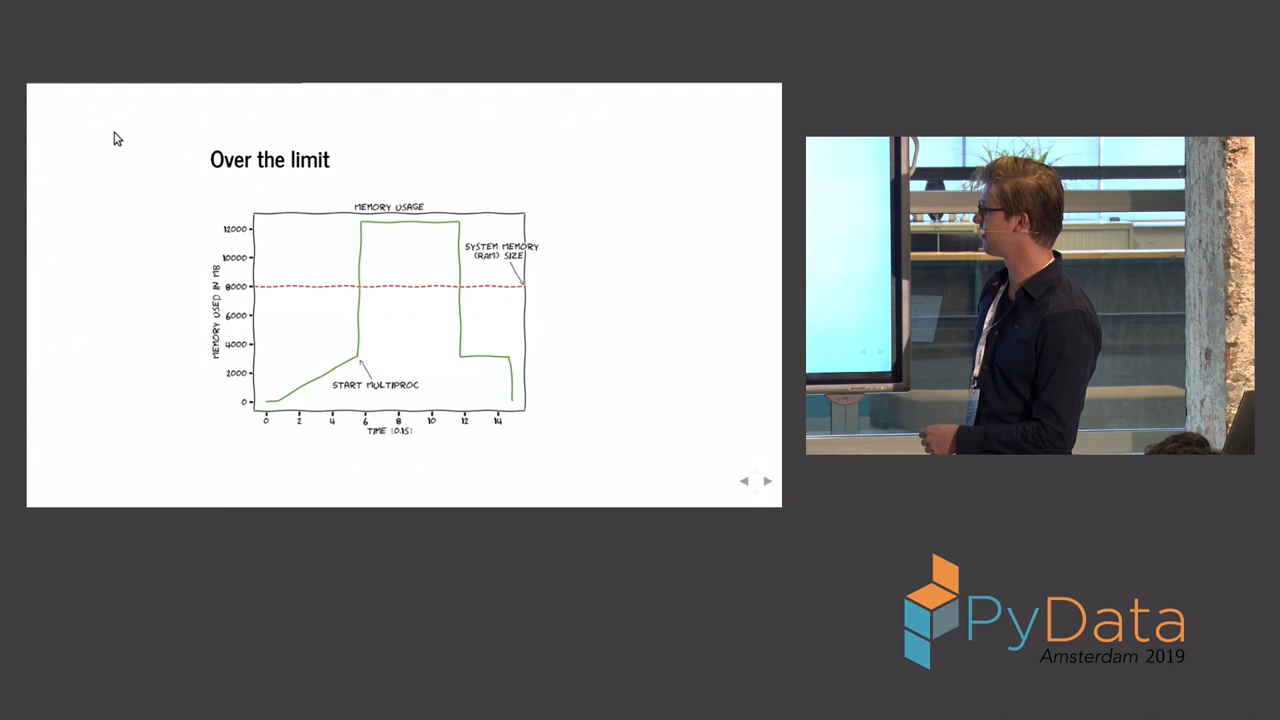 Over the limit
MEMORY USAGE
MEMORY USED IN MB
12000
10000
8000
6000
4000
2000
0
SYSTEM MEMORY
(RAM) SIZE
START MULTIPROC
0 2 4 6 8 10 12 14
TIME (0.1S)
PyData
Amsterdam 2019